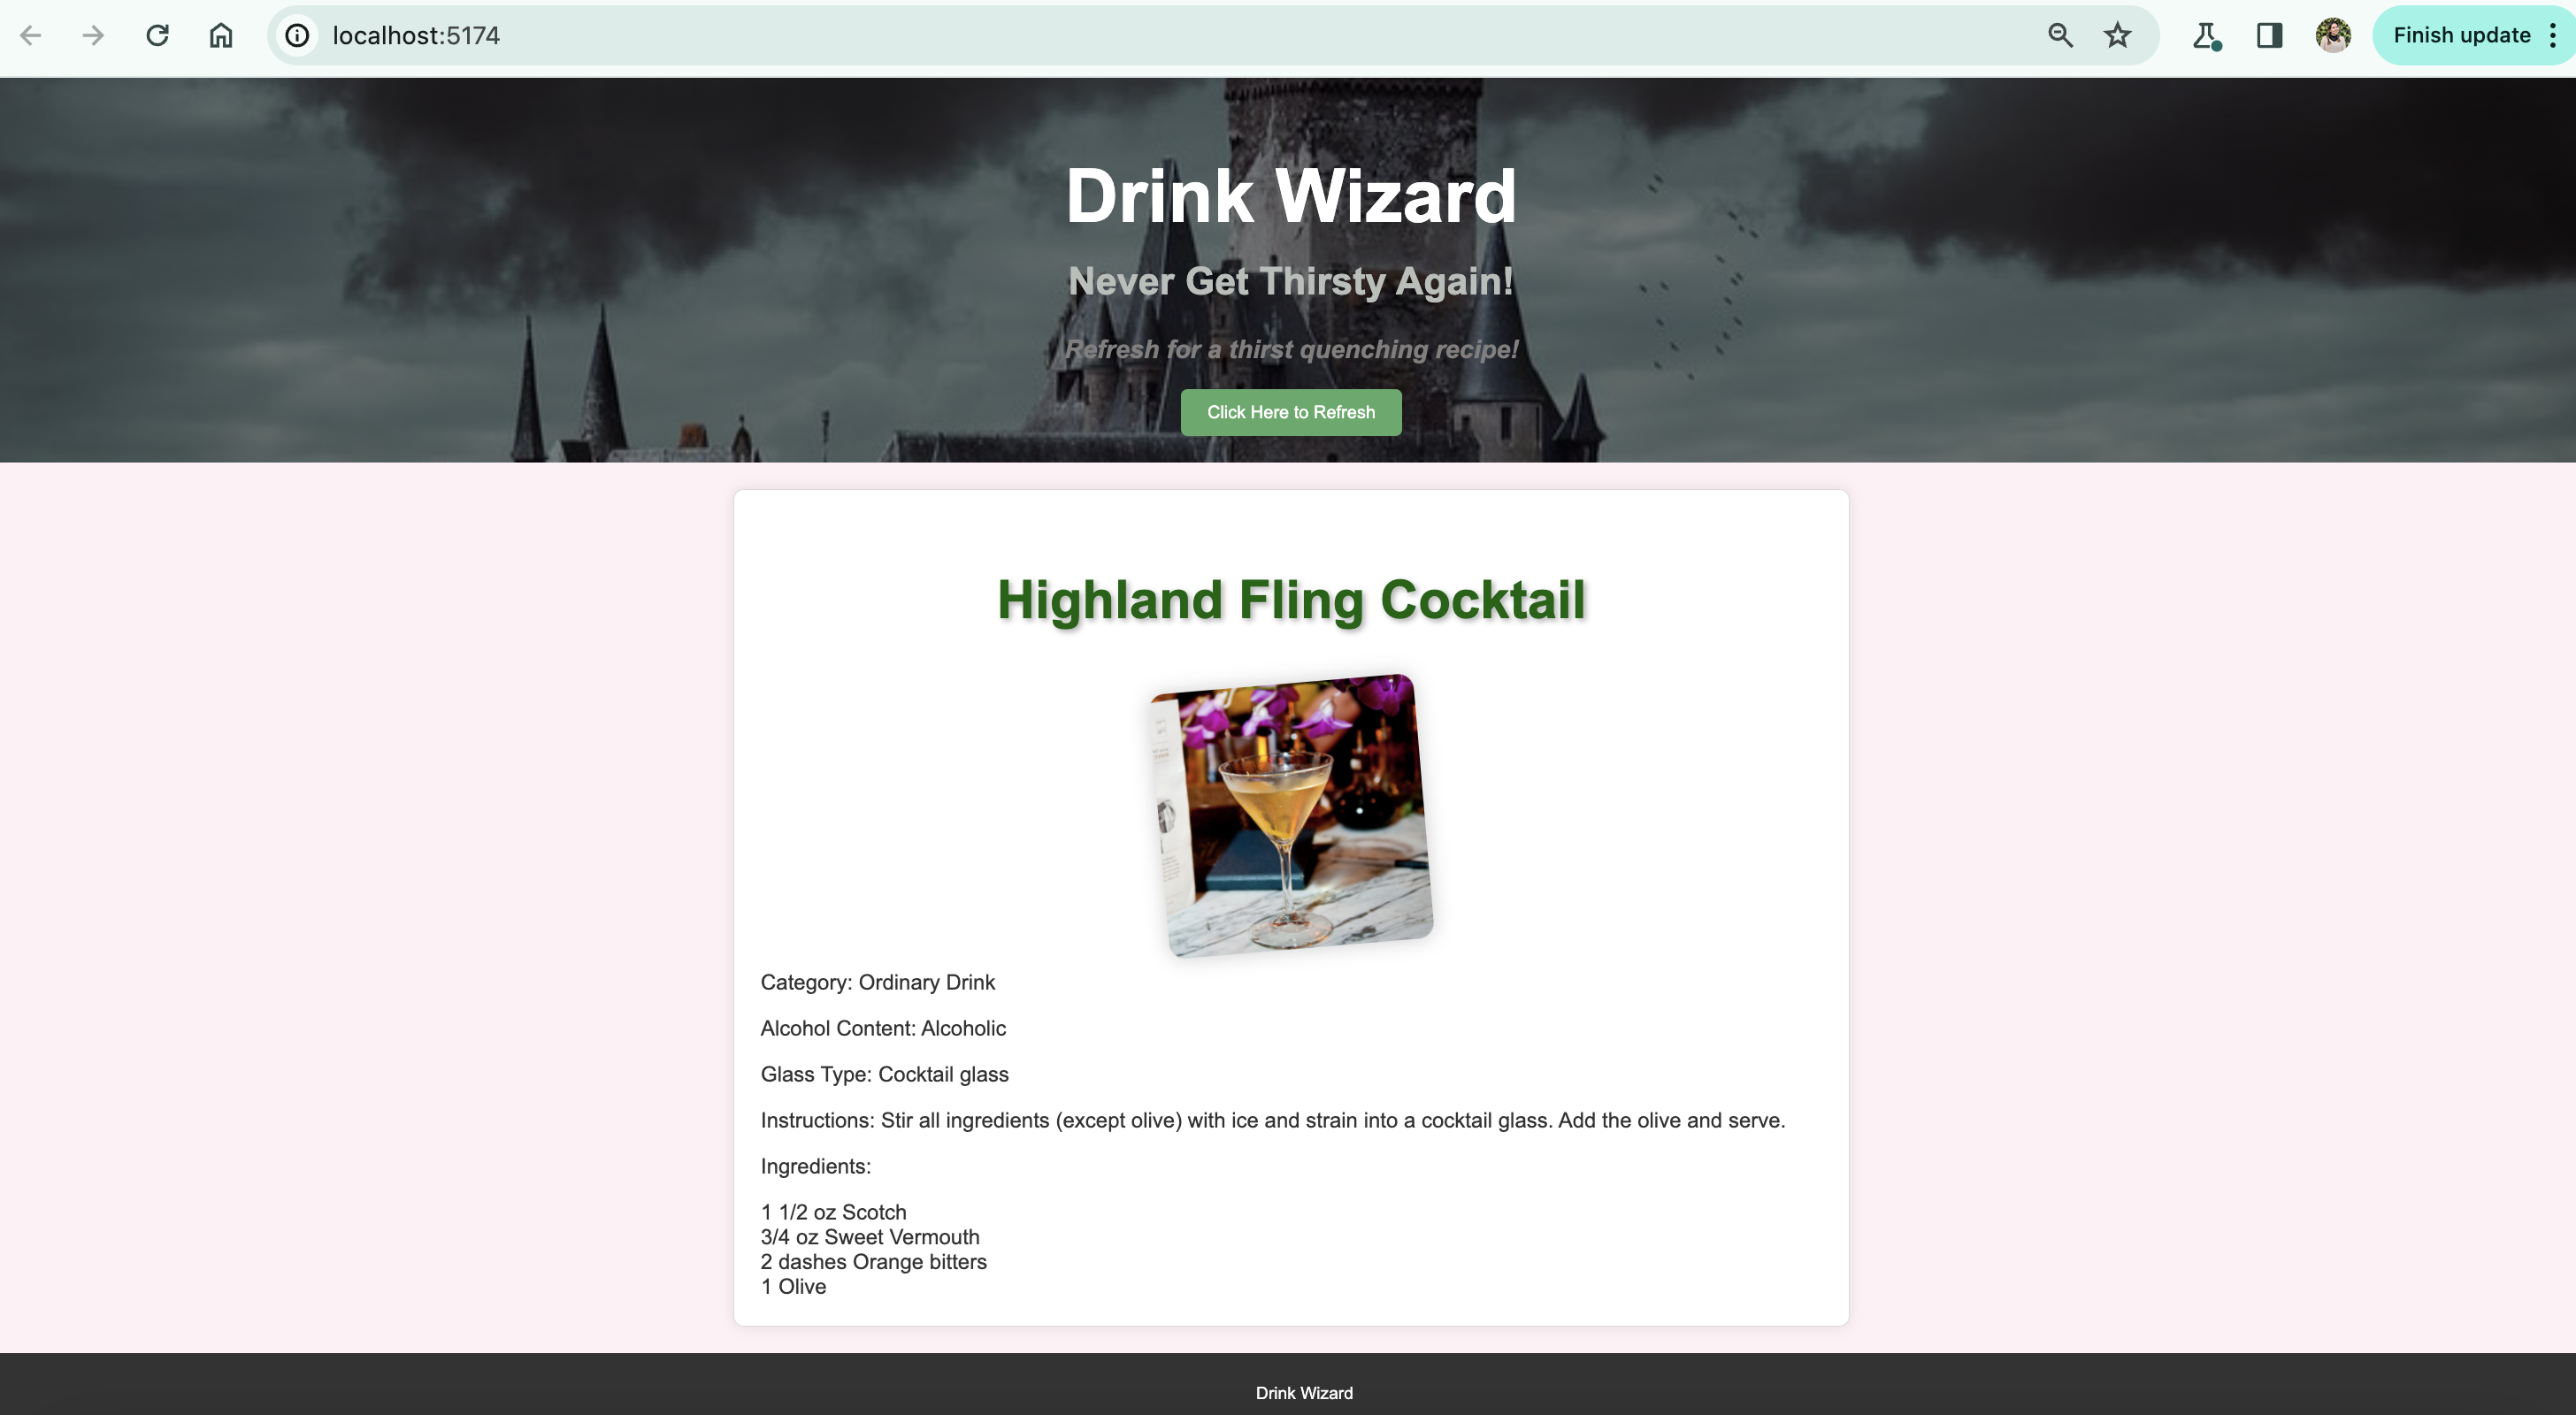 localhost:5174
Finish update
Drink Wizard
Never Get Thirsty Again!
Refresh for a thirst quenching recipe!
Click Here to Refresh
Highland Fling Cocktail
Category: Ordinary Drink
Alcohol Content: Alcoholic
Glass Type: Cocktail glass
Instructions: Stir all ingredients (except olive) with ice and strain into a cocktail glass. Add the olive and serve.
Ingredients:
1 1/2 oz Scotch
3/4 oz Sweet Vermouth
2 dashes Orange bitters
1 Olive
Drink Wizard